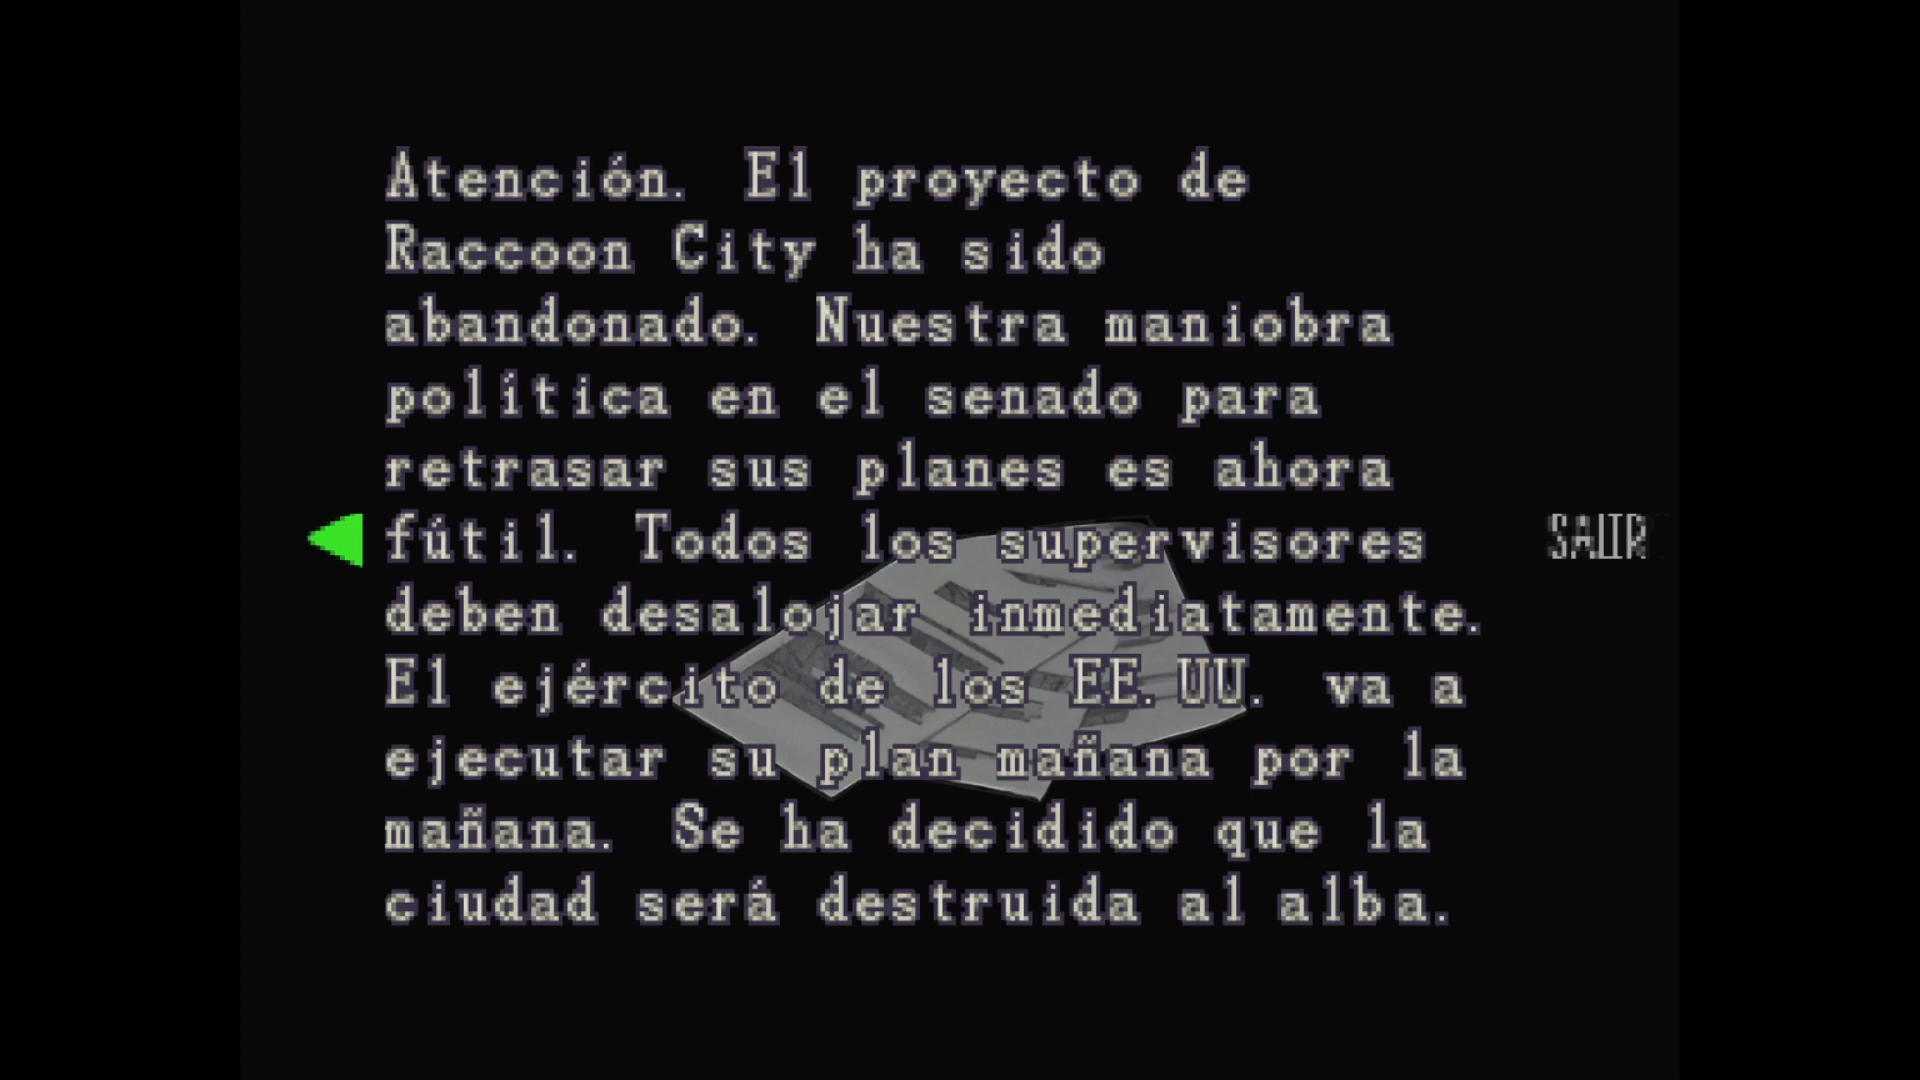 Atención. El proyecto de
Raccoon City ha sido
abandonado. Nuestra maniobra
política en el senado para
retrasar sus planes es ahora
fútil. Todos los supervisores
SALIR
deben desalojar inmediatamente.
El ejército de los EE.UU. va a
ejecutar su plan mañana por la
mañana. Se ha decidido que la
ciudad será destruida al alba.